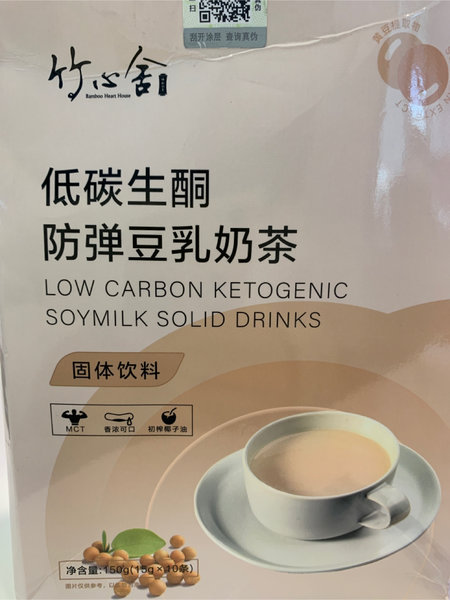 刮开涂层 查询真伪
竹心舍
Bamboo Heart House
低碳生酮
防弹豆乳奶茶
LOW CARBON KETOGENIC
SOYMILK SOLID DRINKS
固体饮料
MCT 香浓可口 初榨椰子油
净含量:150g(15g×10条)